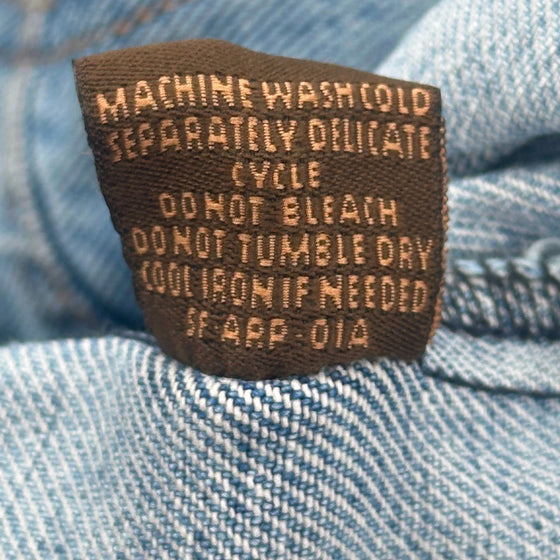 MACHINE WASH COLD
SEPARATELY DELICATE
CYCLE
DO NOT BLEACH
DO NOT TUMBLE DRY
COOL IRON IF NEEDED
SF ARP-01A